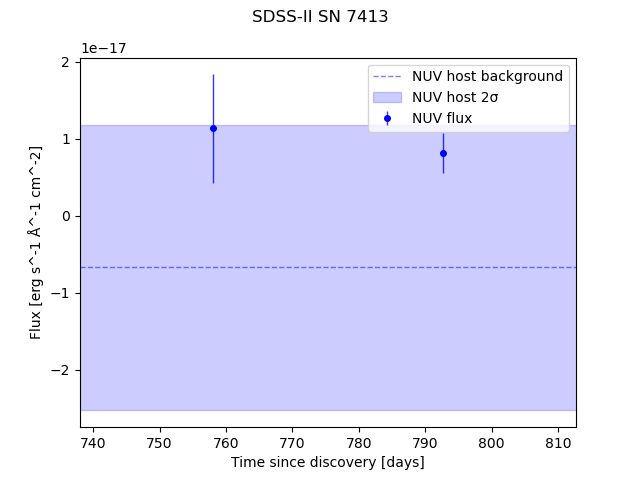 SDSS-II SN 7413
1e−17
NUV host background
NUV host 2σ
NUV flux
2
1
0
−1
−2
Flux [erg s^-1 Å^-1 cm^-2]
740 750 760 770 780 790 800 810
Time since discovery [days]